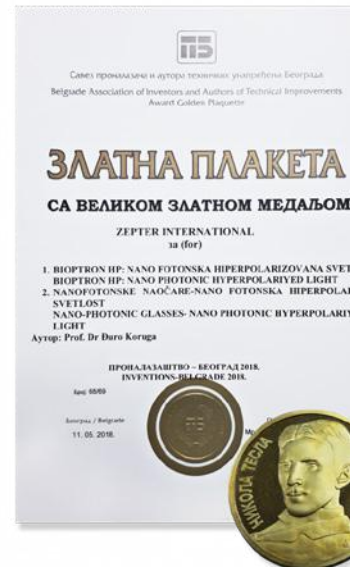 Савез проналазача и аутора техничких унапређења Београда
Belgrade Association of Inventors and Authors of Technical Improvements
Award Golden Plaquette
ЗЛАТНА ПЛАКЕТА
СА ВЕЛИКОМ ЗЛАТНОМ МЕДАЉОМ
ZEPTER INTERNATIONAL
за (for)
1. BIOPTRON HP: NANO FOTONSKA HIPERPOLARIZOVANA SVET
BIOPTRON HP: NANO PHOTONIC HYPERPOLARIYED LIGHT
2. NANOFOTONSKE NAOČARE-NANO FOTONSKA HIPERPOLA
SVETLOST
NANO-PHOTONIC GLASSES- NANO PHOTONIC HYPERPOLARIY
LIGHT
Аутор: Prof. Dr Đuro Koruga
ПРОНАЛАЗАШТВО – БЕОГРАД 2018.
INVENTIONS-BELGRADE 2018.
Број 68/69
Београд / Belgrade
11. 05. 2018.
НИКОЛА ТЕСЛА